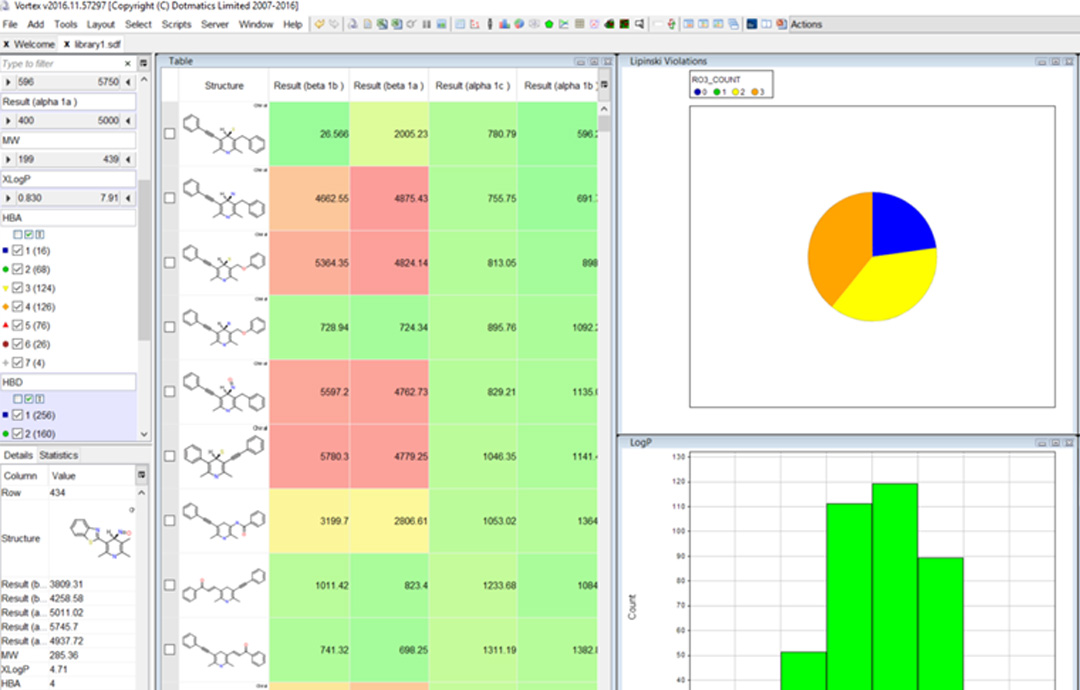 Vortex v2016.11.57297 [Copyright (C) Dotmatics Limited 2007-2016]
File Add Tools Layout Select Scripts Server Window Help Actions
x Welcome x library1.sdf
Type to filter
596 5750
Result (alpha 1a )
400 5000
MW
199 439
XLogP
0.830 7.91
HBA
1 (16)
2 (68)
3 (124)
4 (126)
5 (76)
6 (26)
7 (4)
HBD
1 (256)
2 (160)
Details Statistics
Column Value
Row 434
Structure
Result (b... 3809.31
Result (b... 4258.58
Result (a... 5011.02
Result (a... 5745.7
Result (a... 4937.72
MW 285.36
XLogP 4.71
HBA 4
Table
Structure Result (beta 1b ) Result (beta 1a ) Result (alpha 1c ) Result (alpha 1b )
26.566 2005.23 780.79 596.
4662.55 4875.43 755.75 691.
5364.35 4824.14 813.05 898
728.94 724.34 895.76 1092.
5597.2 4762.73 829.21 1135.
5780.3 4779.25 1046.35 1141.
3199.7 2806.61 1053.02 1364
1011.42 823.4 1233.68 1084
741.32 698.25 1311.19 1382.
Lipinski Violations
RO3_COUNT
0 1 2 3
LogP
130
120
110
100
90
80
70
60
50
40
Count